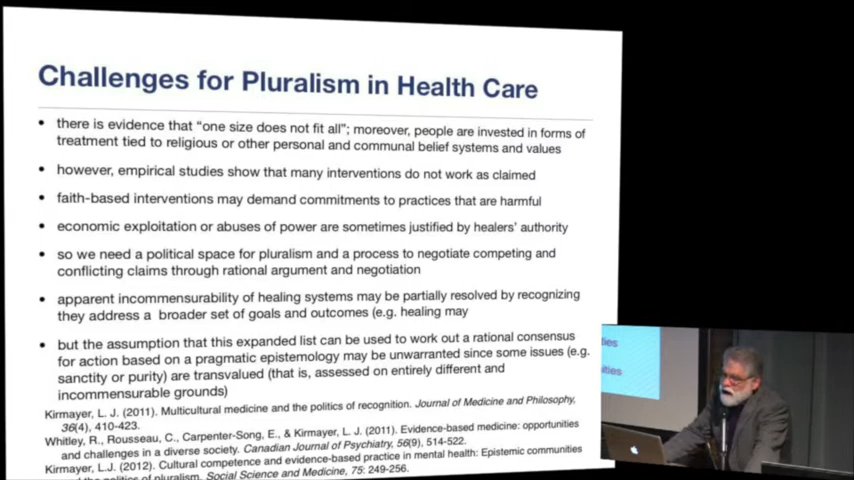 Challenges for Pluralism in Health Care
• there is evidence that “one size does not fit all”; moreover, people are invested in forms of
treatment tied to religious or other personal and communal belief systems and values
• however, empirical studies show that many interventions do not work as claimed
• faith-based interventions may demand commitments to practices that are harmful
• economic exploitation or abuses of power are sometimes justified by healers’ authority
• so we need a political space for pluralism and a process to negotiate competing and
conflicting claims through rational argument and negotiation
• apparent incommensurability of healing systems may be partially resolved by recognizing
they address a broader set of goals and outcomes (e.g. healing may
• but the assumption that this expanded list can be used to work out a rational consensus
for action based on a pragmatic epistemology may be unwarranted since some issues (e.g.
sanctity or purity) are transvalued (that is, assessed on entirely different and
incommensurable grounds)
Kirmayer, L. J. (2011). Multicultural medicine and the politics of recognition. Journal of Medicine and Philosophy,
36(4), 410-423.
Whitley, R., Rousseau, C., Carpenter-Song, E., & Kirmayer, L. J. (2011). Evidence-based medicine: opportunities
and challenges in a diverse society. Canadian Journal of Psychiatry, 56(9), 514-522.
Kirmayer, L.J. (2012). Cultural competence and evidence-based practice in mental health: Epistemic communities
politics of pluralism. Social Science and Medicine, 75: 249-256.